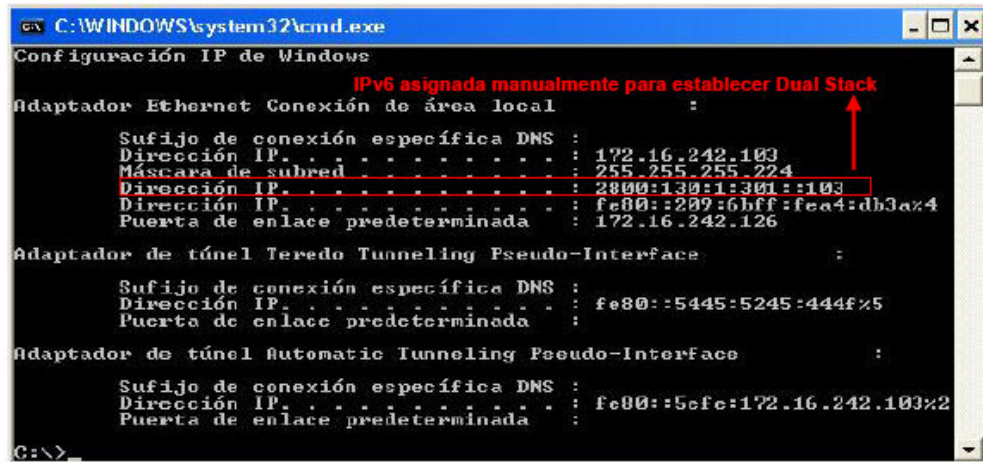 C:\WINDOWS\system32\cmd.exe
Configuración IP de Windows
IPv6 asignada manualmente para establecer Dual Stack
Adaptador Ethernet Conexión de área local :
Sufijo de conexión específica DNS :
Dirección IP. . . . . . . . . . . : 172.16.242.103
Máscara de subred . . . . . . . . : 255.255.255.224
Dirección IP. . . . . . . . . . . : 2800:130:1:301::103
Dirección IP. . . . . . . . . . . : fe80::209:6bff:fea4:db3a%4
Puerta de enlace predeterminada : 172.16.242.126
Adaptador de túnel Teredo Tunneling Pseudo-Interface :
Sufijo de conexión específica DNS :
Dirección IP. . . . . . . . . . . : fe80::5445:5245:444f%5
Puerta de enlace predeterminada :
Adaptador de túnel Automatic Tunneling Pseudo-Interface :
Sufijo de conexión específica DNS :
Dirección IP. . . . . . . . . . . : fe80::5efe:172.16.242.103%2
Puerta de enlace predeterminada :
C:\>_